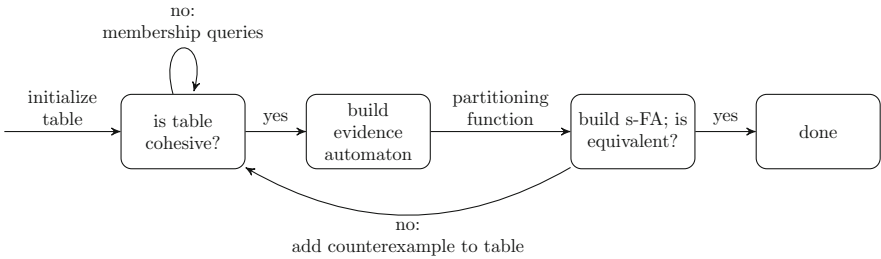 no:
membership queries
initialize
table
is table
cohesive?
yes
build
evidence
automaton
partitioning
function
build s-FA; is
equivalent?
yes
done
no:
add counterexample to table